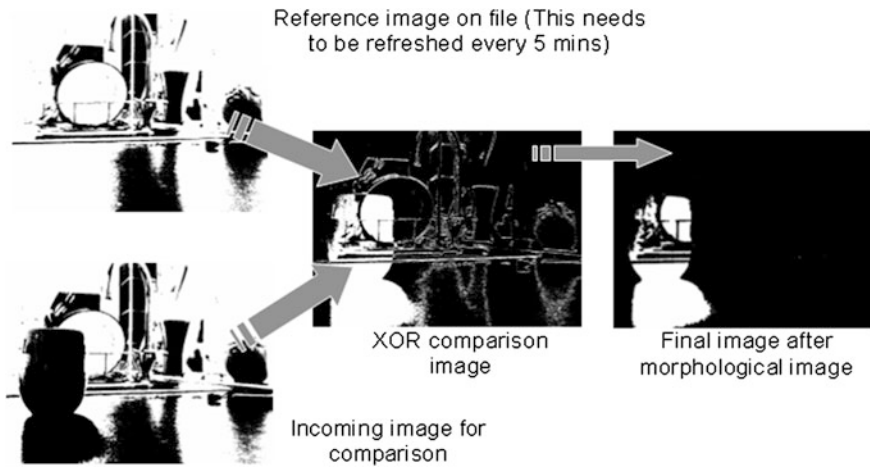 Reference image on file (This needs
to be refreshed every 5 mins)
XOR comparison
image
Final image after
morphological image
Incoming image for
comparison